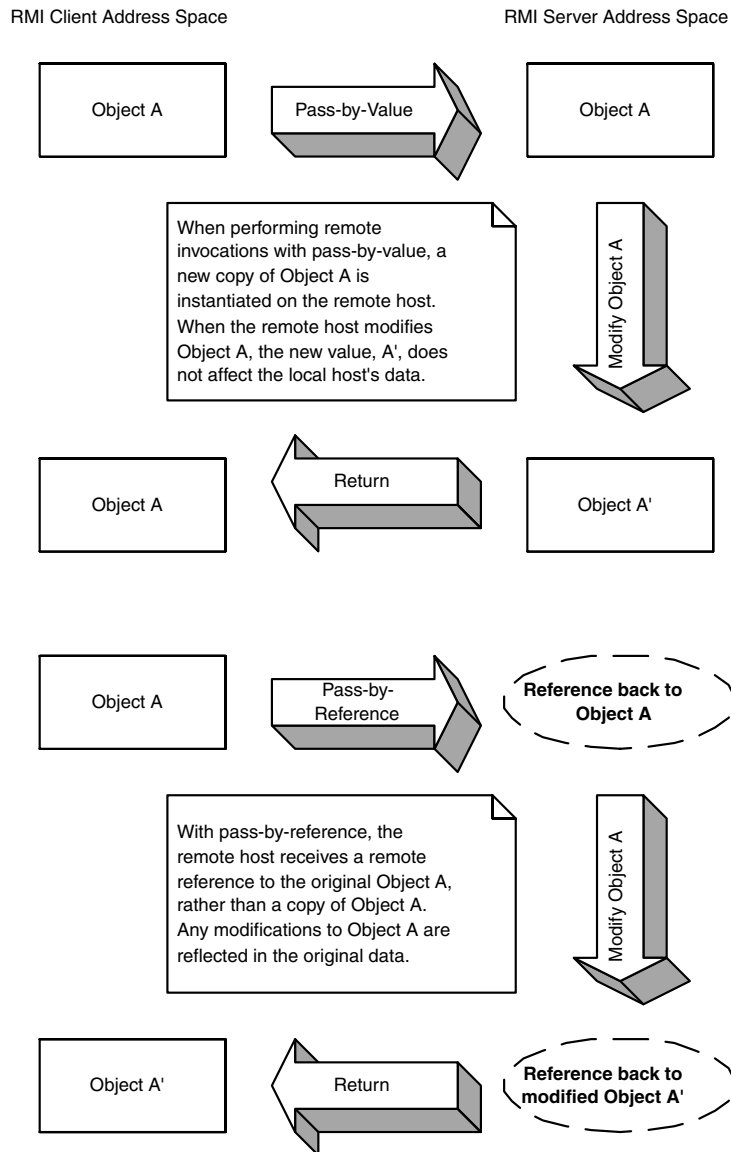 RMI Client Address Space
RMI Server Address Space
Object A
Pass-by-Value
Object A
When performing remote
invocations with pass-by-value, a
new copy of Object A is
instantiated on the remote host.
When the remote host modifies
Object A, the new value, A', does
not affect the local host's data.
Modify Object A
Object A
Return
Object A'
Object A
Pass-by-
Reference
Reference back to
Object A
With pass-by-reference, the
remote host receives a remote
reference to the original Object A,
rather than a copy of Object A.
Any modifications to Object A are
reflected in the original data.
Modify Object A
Object A'
Return
Reference back to
modified Object A'